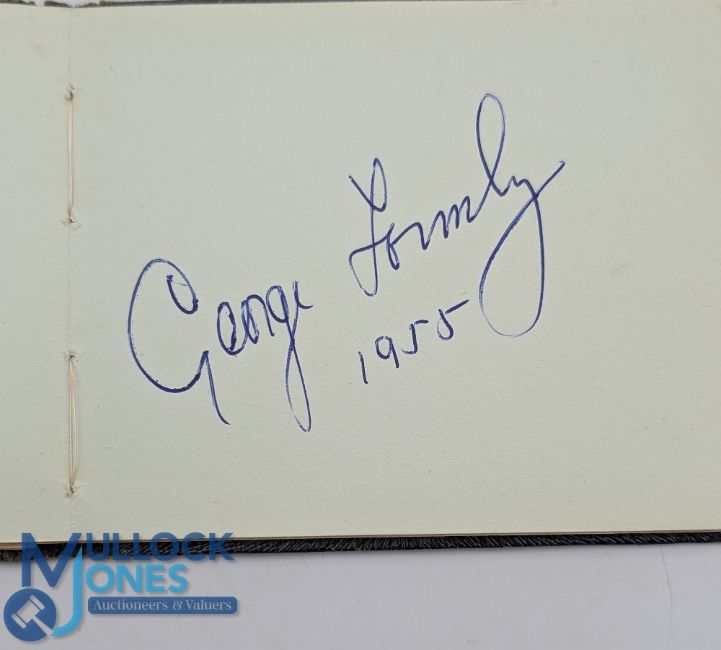 George Formby
1955
MULLOCK
JONES
Auctioneers & Valuers